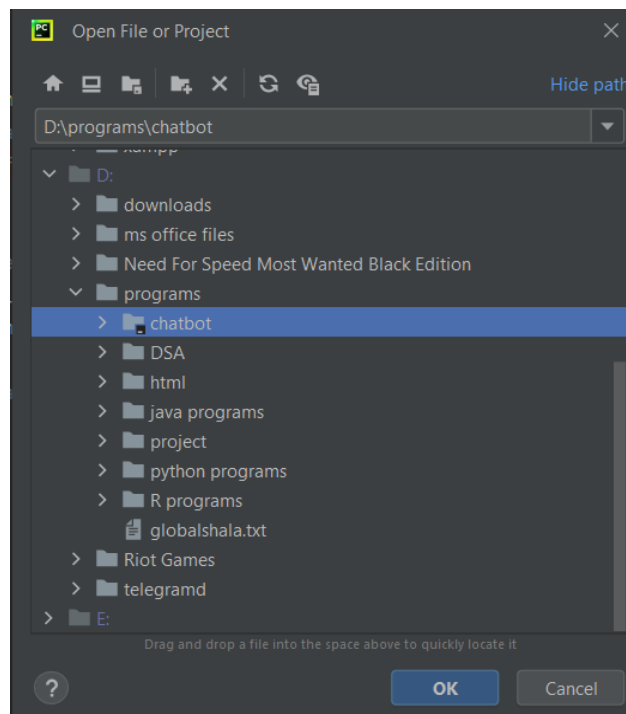 PC
Open File or Project
Hide path
D:\programs\chatbot
xampp
D:
downloads
ms office files
Need For Speed Most Wanted Black Edition
programs
chatbot
DSA
html
java programs
project
python programs
R programs
globalshala.txt
Riot Games
telegramd
E:
Drag and drop a file into the space above to quickly locate it
?
OK
Cancel